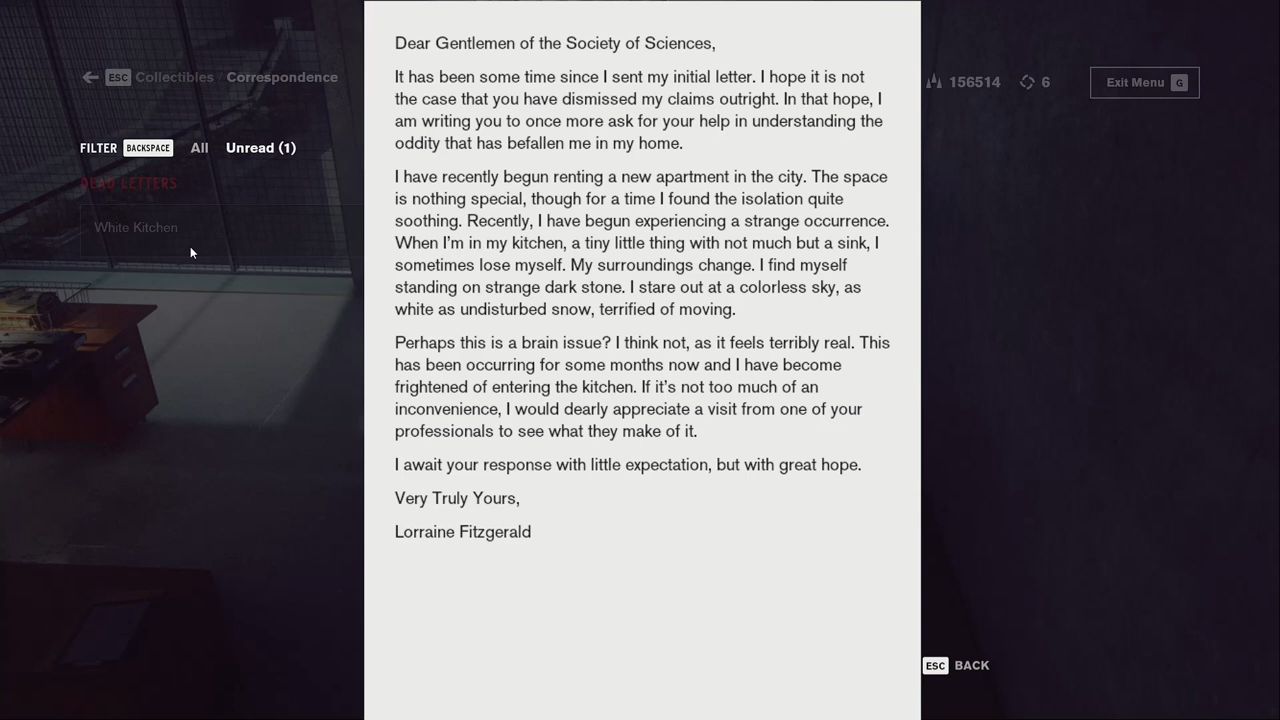 Dear Gentlemen of the Society of Sciences,
It has been some time since I sent my initial letter. I hope it is not
the case that you have dismissed my claims outright. In that hope, I
am writing you to once more ask for your help in understanding the
oddity that has befallen me in my home.
I have recently begun renting a new apartment in the city. The space
is nothing special, though for a time I found the isolation quite
soothing. Recently, I have begun experiencing a strange occurrence.
When I'm in my kitchen, a tiny little thing with not much but a sink, I
sometimes lose myself. My surroundings change. I find myself
standing on strange dark stone. I stare out at a colorless sky, as
white as undisturbed snow, terrified of moving.
Perhaps this is a brain issue? I think not, as it feels terribly real. This
has been occurring for some months now and I have become
frightened of entering the kitchen. If it's not too much of an
inconvenience, I would dearly appreciate a visit from one of your
professionals to see what they make of it.
I await your response with little expectation, but with great hope.
Very Truly Yours,
Lorraine Fitzgerald
ESC Collectibles Correspondence
156514 6 Exit Menu G
FILTER BACKSPACE All Unread (1)
DEAD LETTERS
White Kitchen
ESC BACK